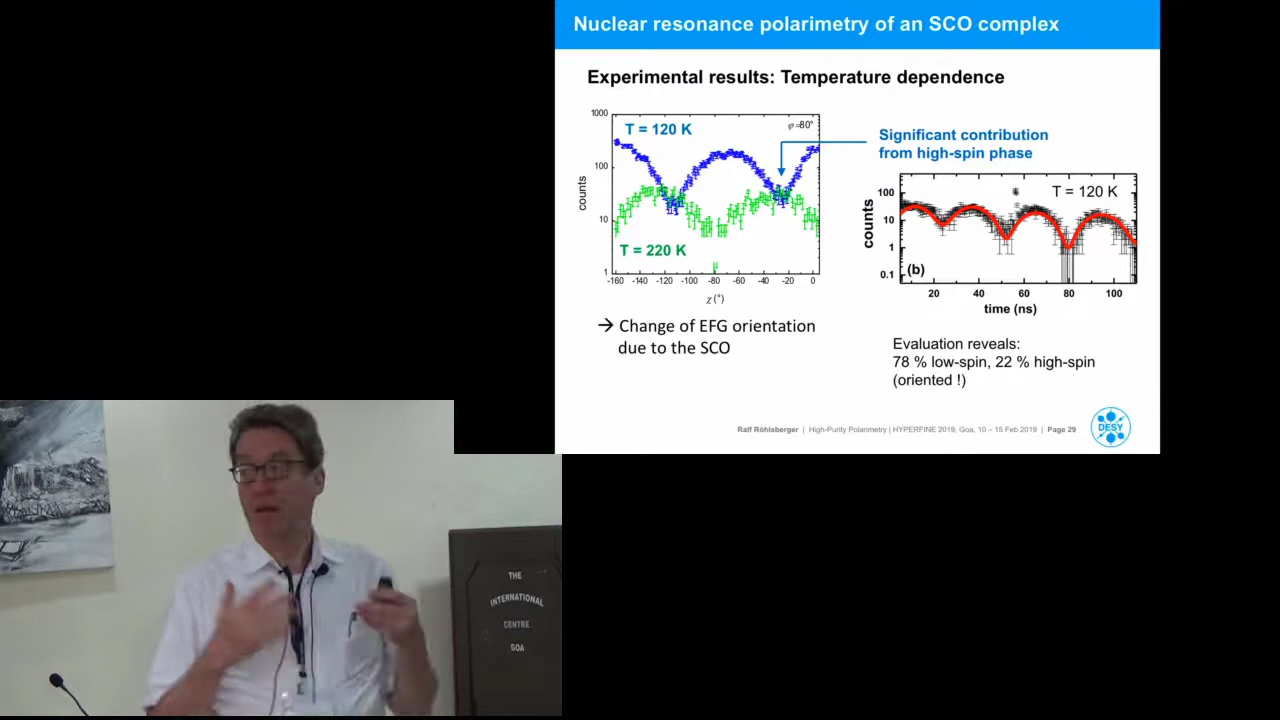 Nuclear resonance polarimetry of an SCO complex
Experimental results: Temperature dependence
1000
100
10
1
counts
T = 120 K
φ=80°
T = 220 K
-160 -140 -120 -100 -80 -60 -40 -20 0
χ (°)
→ Change of EFG orientation
due to the SCO
Significant contribution
from high-spin phase
100
10
1
0.1
counts
T = 120 K
(b)
20 40 60 80 100
time (ns)
Evaluation reveals:
78 % low-spin, 22 % high-spin
(oriented !)
Ralf Röhlsberger | High-Purity Polarimetry | HYPERFINE 2019, Goa, 10 – 15 Feb 2019 | Page 29
DESY
THE
INTERNATIONAL
CENTRE
GOA